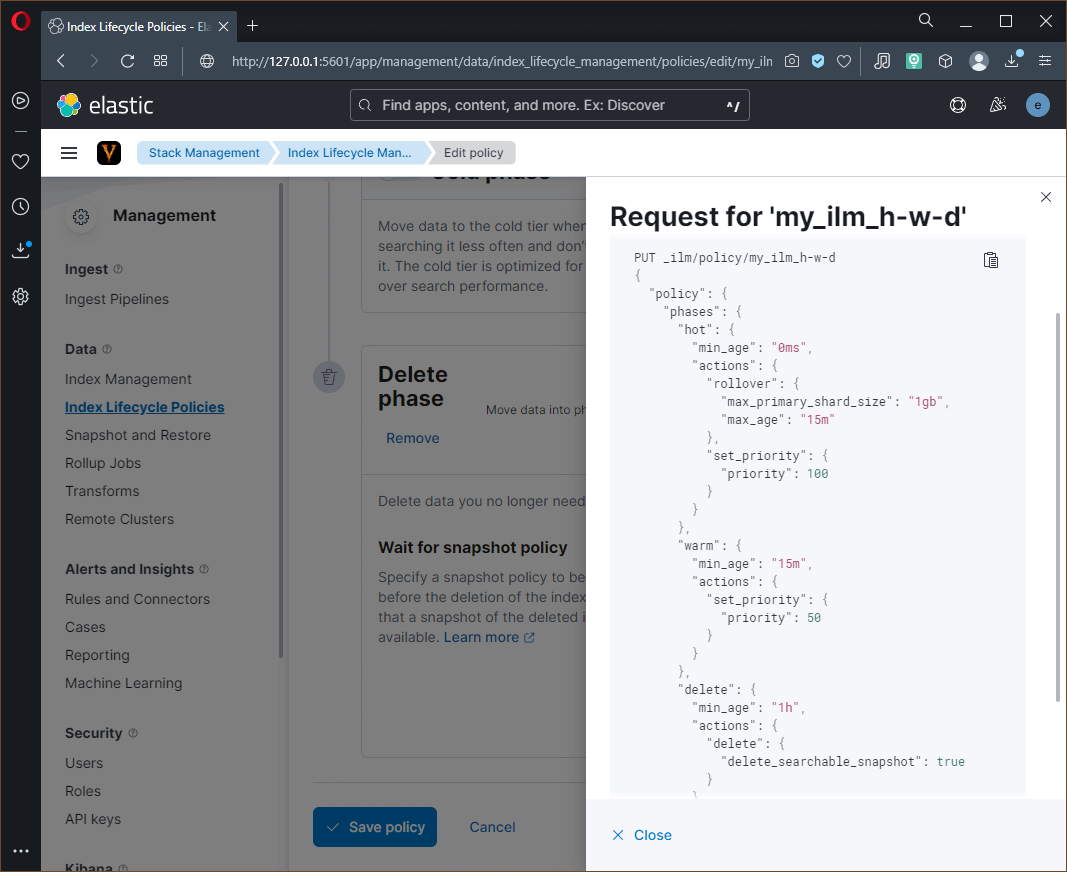 Index Lifecycle Policies - Ela
http://127.0.0.1:5601/app/management/data/index_lifecycle_management/policies/edit/my_ilm
elastic
Find apps, content, and more. Ex: Discover
^/
e
V
Stack Management
Index Lifecycle Man...
Edit policy
Management
Ingest
Ingest Pipelines
Data
Index Management
Index Lifecycle Policies
Snapshot and Restore
Rollup Jobs
Transforms
Remote Clusters
Alerts and Insights
Rules and Connectors
Cases
Reporting
Machine Learning
Security
Users
Roles
API keys
Kibana
Cold phase
Move data to the cold tier when
searching it less often and don'
it. The cold tier is optimized for
over search performance.
Delete
phase
Move data into ph
Remove
Delete data you no longer need
Wait for snapshot policy
Specify a snapshot policy to be
before the deletion of the index
that a snapshot of the deleted i
available. Learn more
Save policy
Cancel
Request for 'my_ilm_h-w-d'
PUT _ilm/policy/my_ilm_h-w-d
{
"policy": {
"phases": {
"hot": {
"min_age": "0ms",
"actions": {
"rollover": {
"max_primary_shard_size": "1gb",
"max_age": "15m"
},
"set_priority": {
"priority": 100
}
}
},
"warm": {
"min_age": "15m",
"actions": {
"set_priority": {
"priority": 50
}
}
},
"delete": {
"min_age": "1h",
"actions": {
"delete": {
"delete_searchable_snapshot": true
}
}
Close